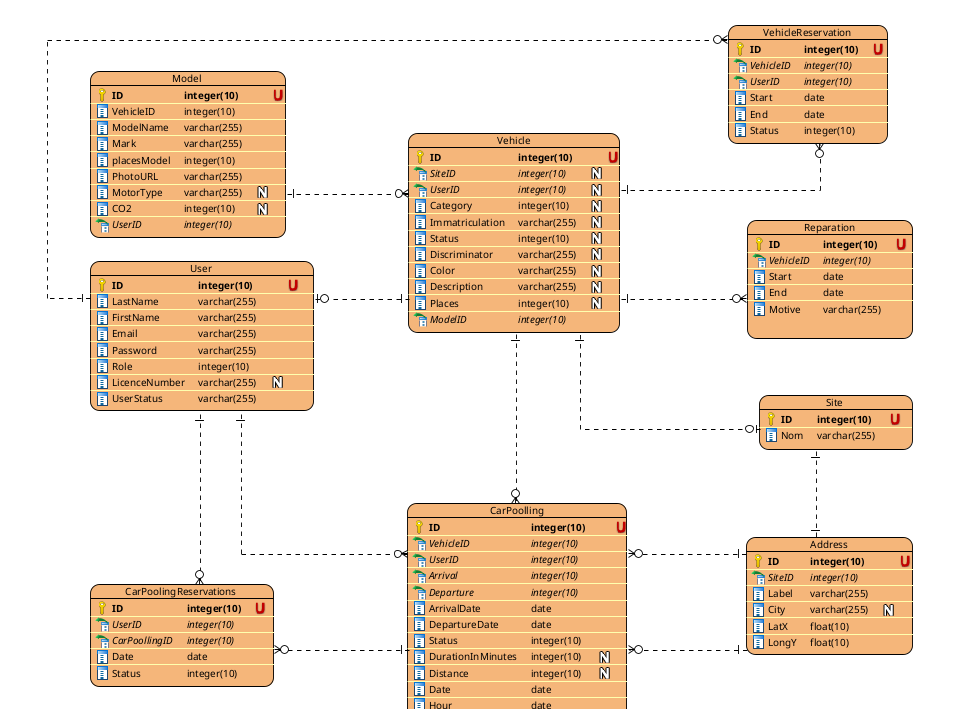 VehicleReservation
ID integer(10) U
VehicleID integer(10)
UserID integer(10)
Start date
End date
Status integer(10)
Model
ID integer(10) U
VehicleID integer(10)
ModelName varchar(255)
Mark varchar(255)
placesModel integer(10)
PhotoURL varchar(255)
MotorType varchar(255) N
CO2 integer(10) N
UserID integer(10)
Vehicle
ID integer(10) U
SiteID integer(10) N
UserID integer(10) N
Category integer(10) N
Immatriculation varchar(255) N
Status integer(10) N
Discriminator varchar(255) N
Color varchar(255) N
Description varchar(255) N
Places integer(10) N
ModelID integer(10)
Reparation
ID integer(10) U
VehicleID integer(10)
Start date
End date
Motive varchar(255)
User
ID integer(10) U
LastName varchar(255)
FirstName varchar(255)
Email varchar(255)
Password varchar(255)
Role integer(10)
LicenceNumber varchar(255) N
UserStatus varchar(255)
Site
ID integer(10) U
Nom varchar(255)
CarPoolling
ID integer(10) U
VehicleID integer(10)
UserID integer(10)
Arrival integer(10)
Departure integer(10)
ArrivalDate date
DepartureDate date
Status integer(10)
DurationInMinutes integer(10) N
Distance integer(10) N
Date date
Hour date
Address
ID integer(10) U
SiteID integer(10)
Label varchar(255)
City varchar(255) N
LatX float(10)
LongY float(10)
CarPoolingReservations
ID integer(10) U
UserID integer(10)
CarPoollingID integer(10)
Date date
Status integer(10)